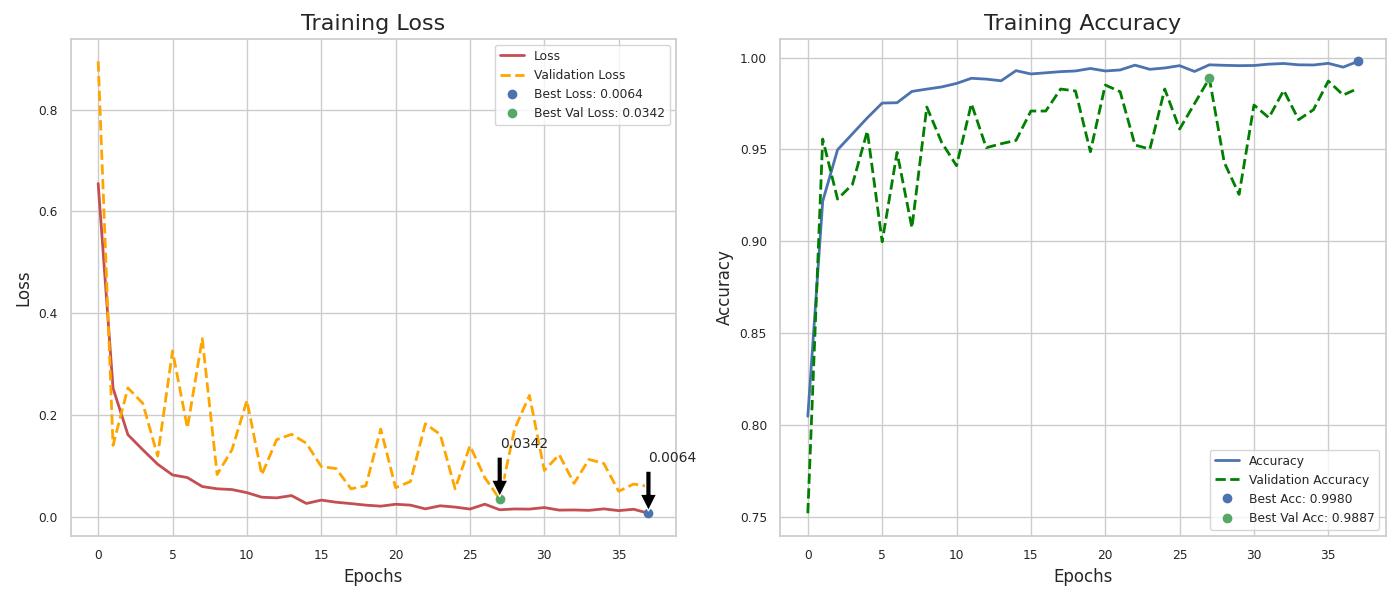 Training Loss
Loss
Validation Loss
Best Loss: 0.0064
Best Val Loss: 0.0342
0.8
0.6
0.4
0.2
0.0
Loss
0.0342
0.0064
0 5 10 15 20 25 30 35
Epochs
Training Accuracy
1.00
0.95
0.90
0.85
0.80
0.75
Accuracy
Accuracy
Validation Accuracy
Best Acc: 0.9980
Best Val Acc: 0.9887
0 5 10 15 20 25 30 35
Epochs